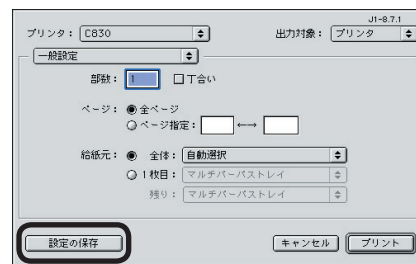 J1-8.7.1
プリンタ： C830 出力対象： プリンタ
一般設定
部数： 1 丁合い
ページ： 全ページ
ページ指定：
給紙元： 全体： 自動選択
1枚目： マルチパーパストレイ
残り： マルチパーパストレイ
設定の保存 キャンセル プリント